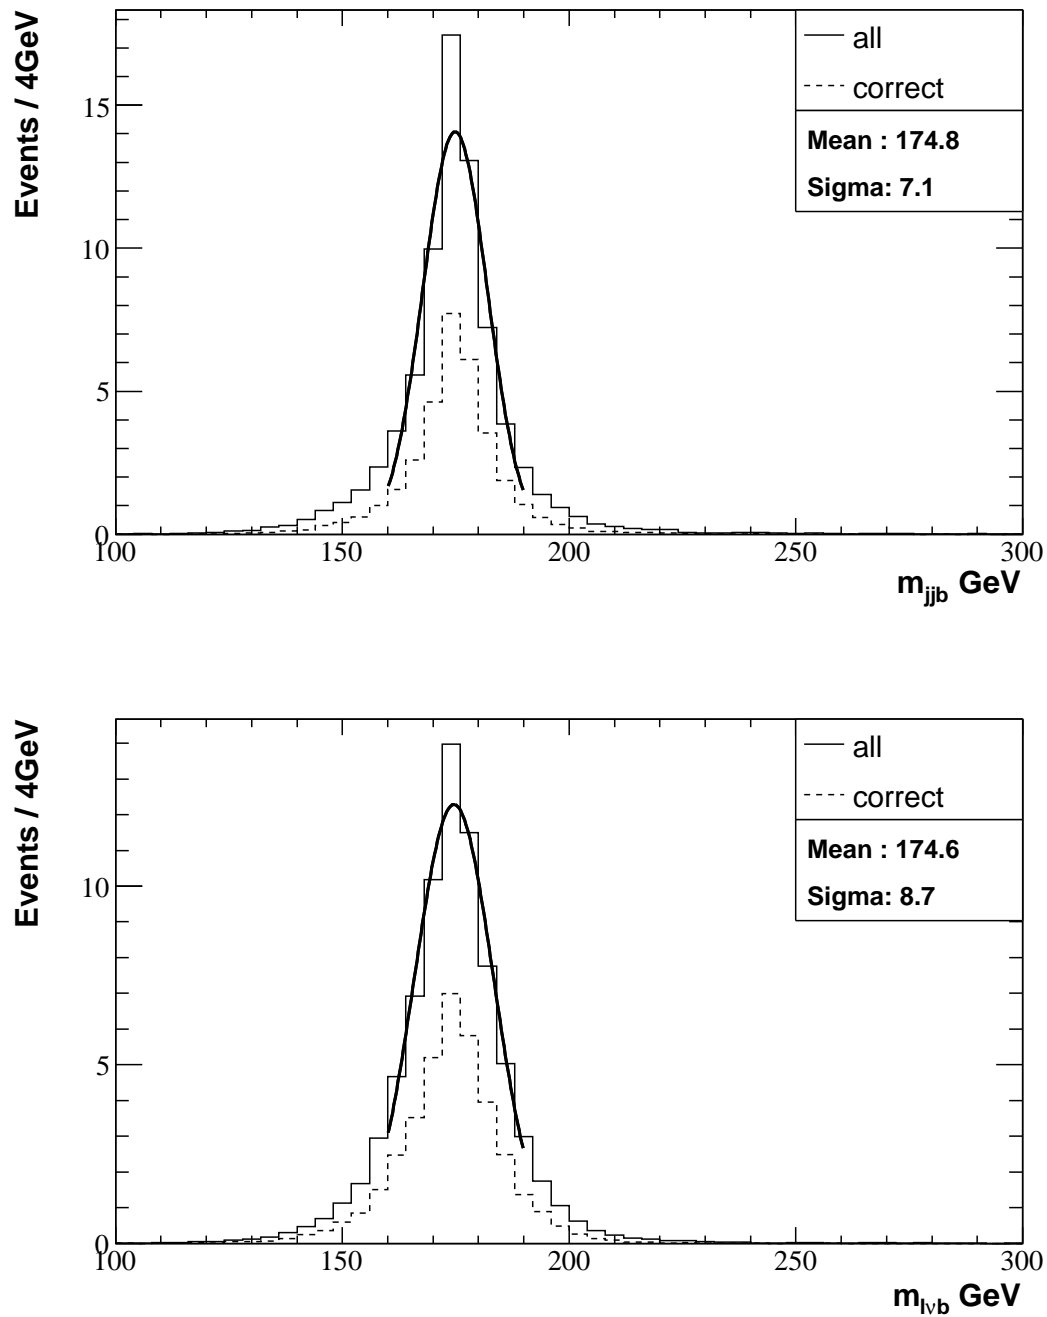 Events / 4GeV
all
correct
Mean : 174.8
Sigma: 7.1
15
10
5
0
100 150 200 250 300
m_jjb GeV
Events / 4GeV
all
correct
Mean : 174.6
Sigma: 8.7
10
5
0
100 150 200 250 300
m_lνb GeV